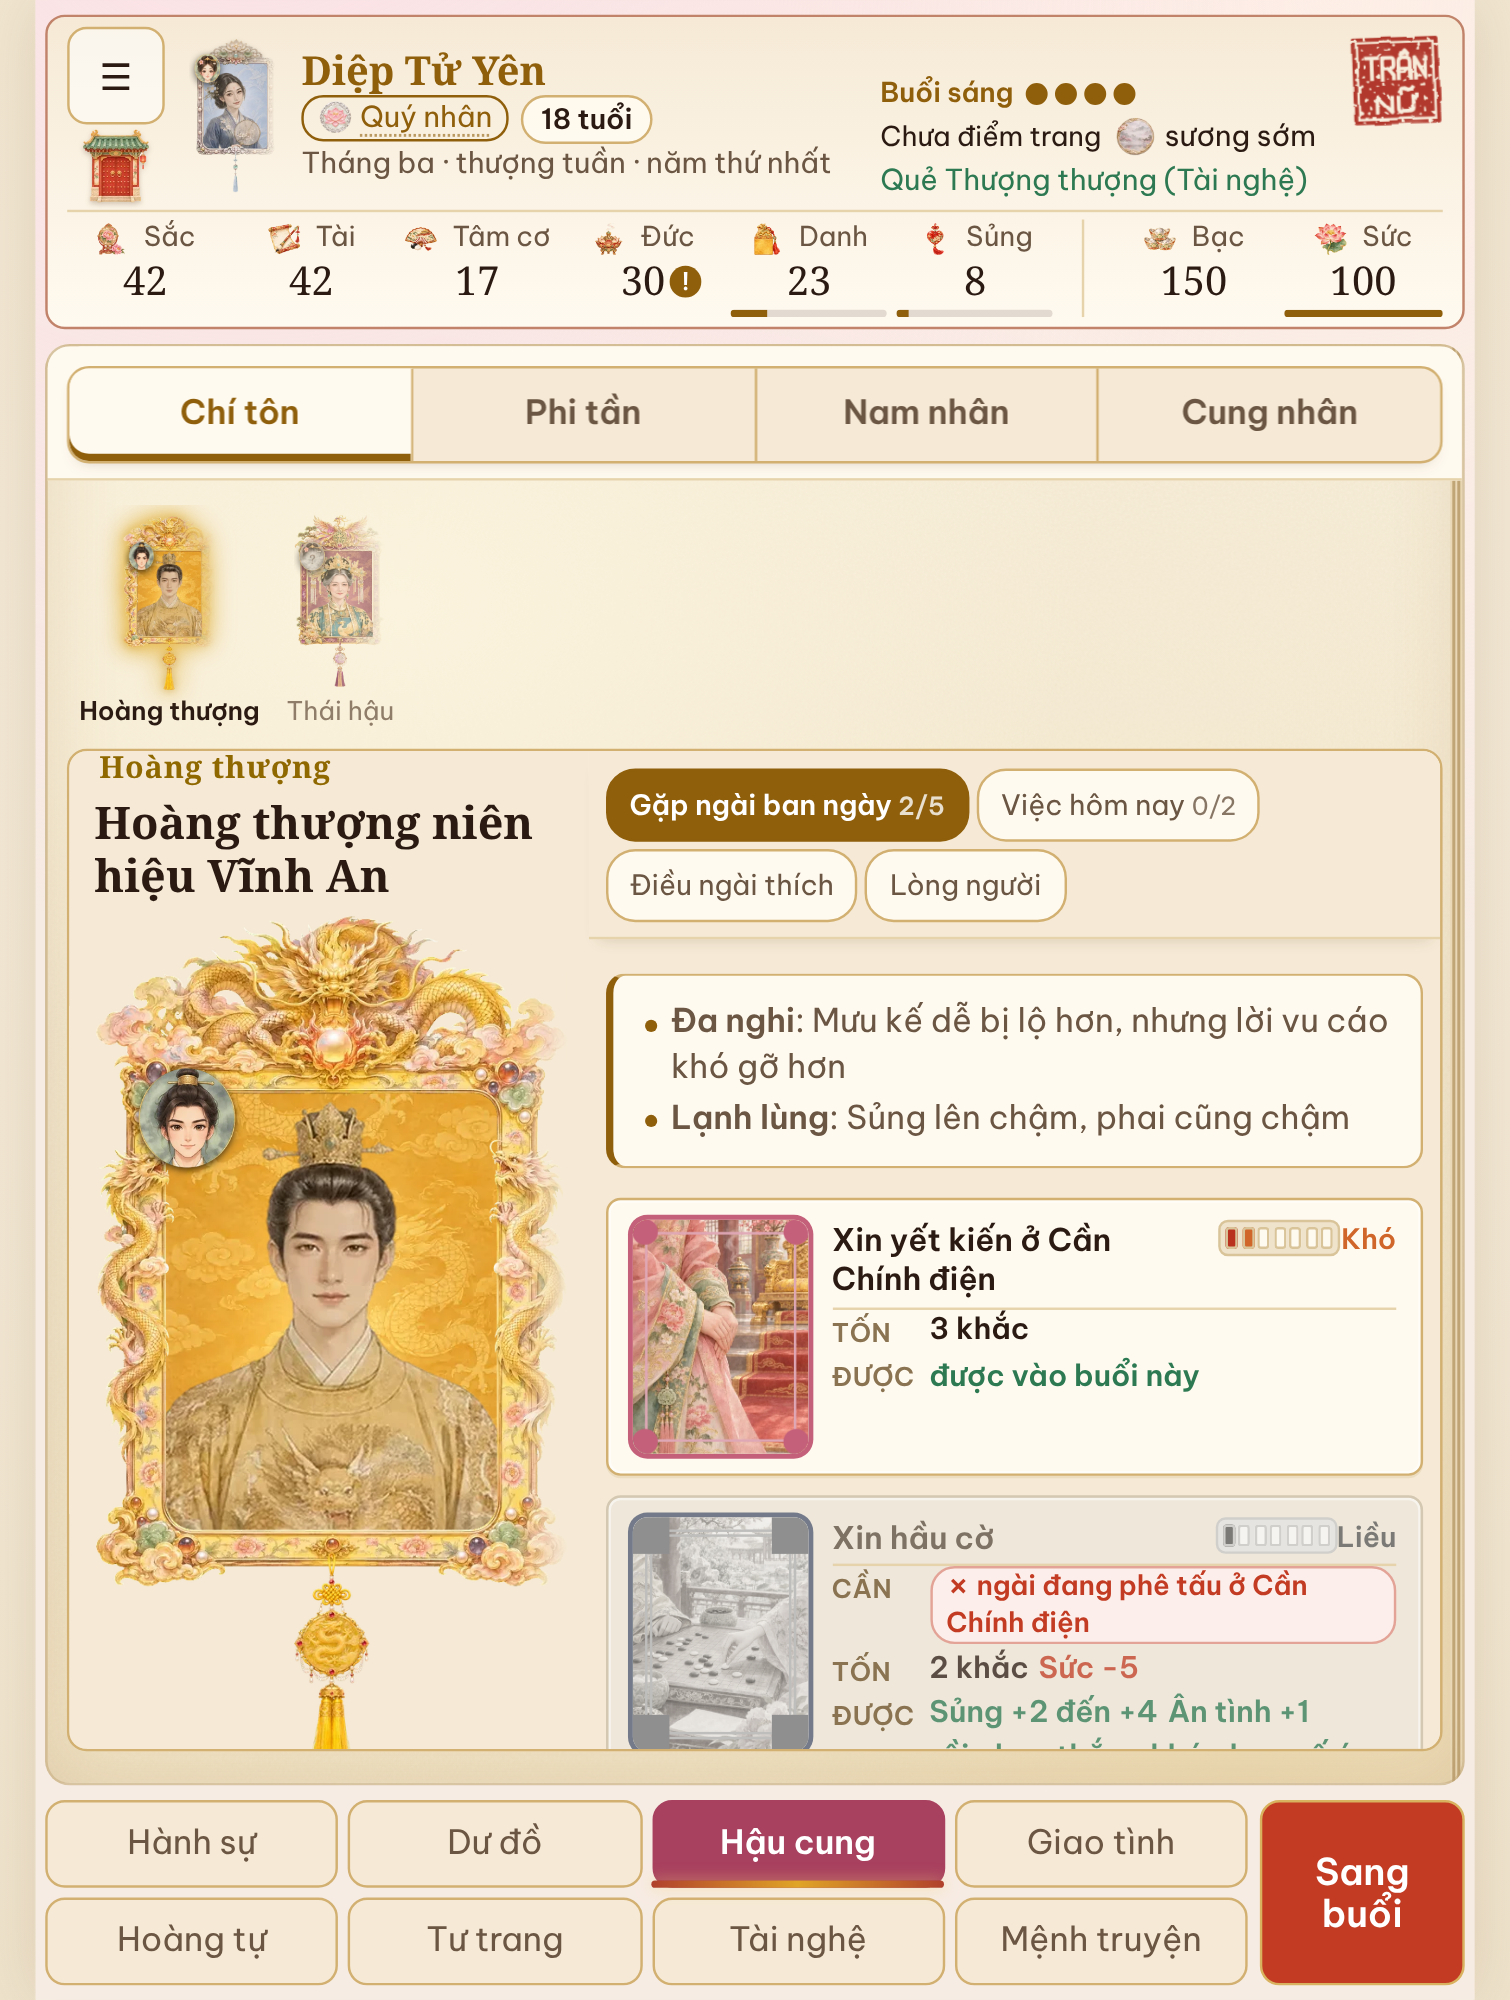 ☰
Diệp Tử Yên
Quý nhân
18 tuổi
Tháng ba · thượng tuần · năm thứ nhất
Buổi sáng
Chưa điểm trang sương sớm
Quẻ Thượng thượng (Tài nghệ)
TRÂN
NỮ
Sắc Tài Tâm cơ Đức Danh Sủng Bạc Sức
42 42 17 30 ! 23 8 150 100
Chí tôn Phi tần Nam nhân Cung nhân
Hoàng thượng Thái hậu
Hoàng thượng
Hoàng thượng niên
hiệu Vĩnh An
Gặp ngài ban ngày 2/5 Việc hôm nay 0/2
Điều ngài thích Lòng người
• Đa nghi: Mưu kế dễ bị lộ hơn, nhưng lời vu cáo
khó gỡ hơn
• Lạnh lùng: Sủng lên chậm, phai cũng chậm
Xin yết kiến ở Cần
Chính điện
Khó
TỐN 3 khắc
ĐƯỢC được vào buổi này
Xin hầu cờ
Liều
CẦN × ngài đang phê tấu ở Cần
Chính điện
TỐN 2 khắc Sức -5
ĐƯỢC Sủng +2 đến +4 Ân tình +1
Hành sự Dư đồ Hậu cung Giao tình
Sang
buổi
Hoàng tự Tư trang Tài nghệ Mệnh truyện